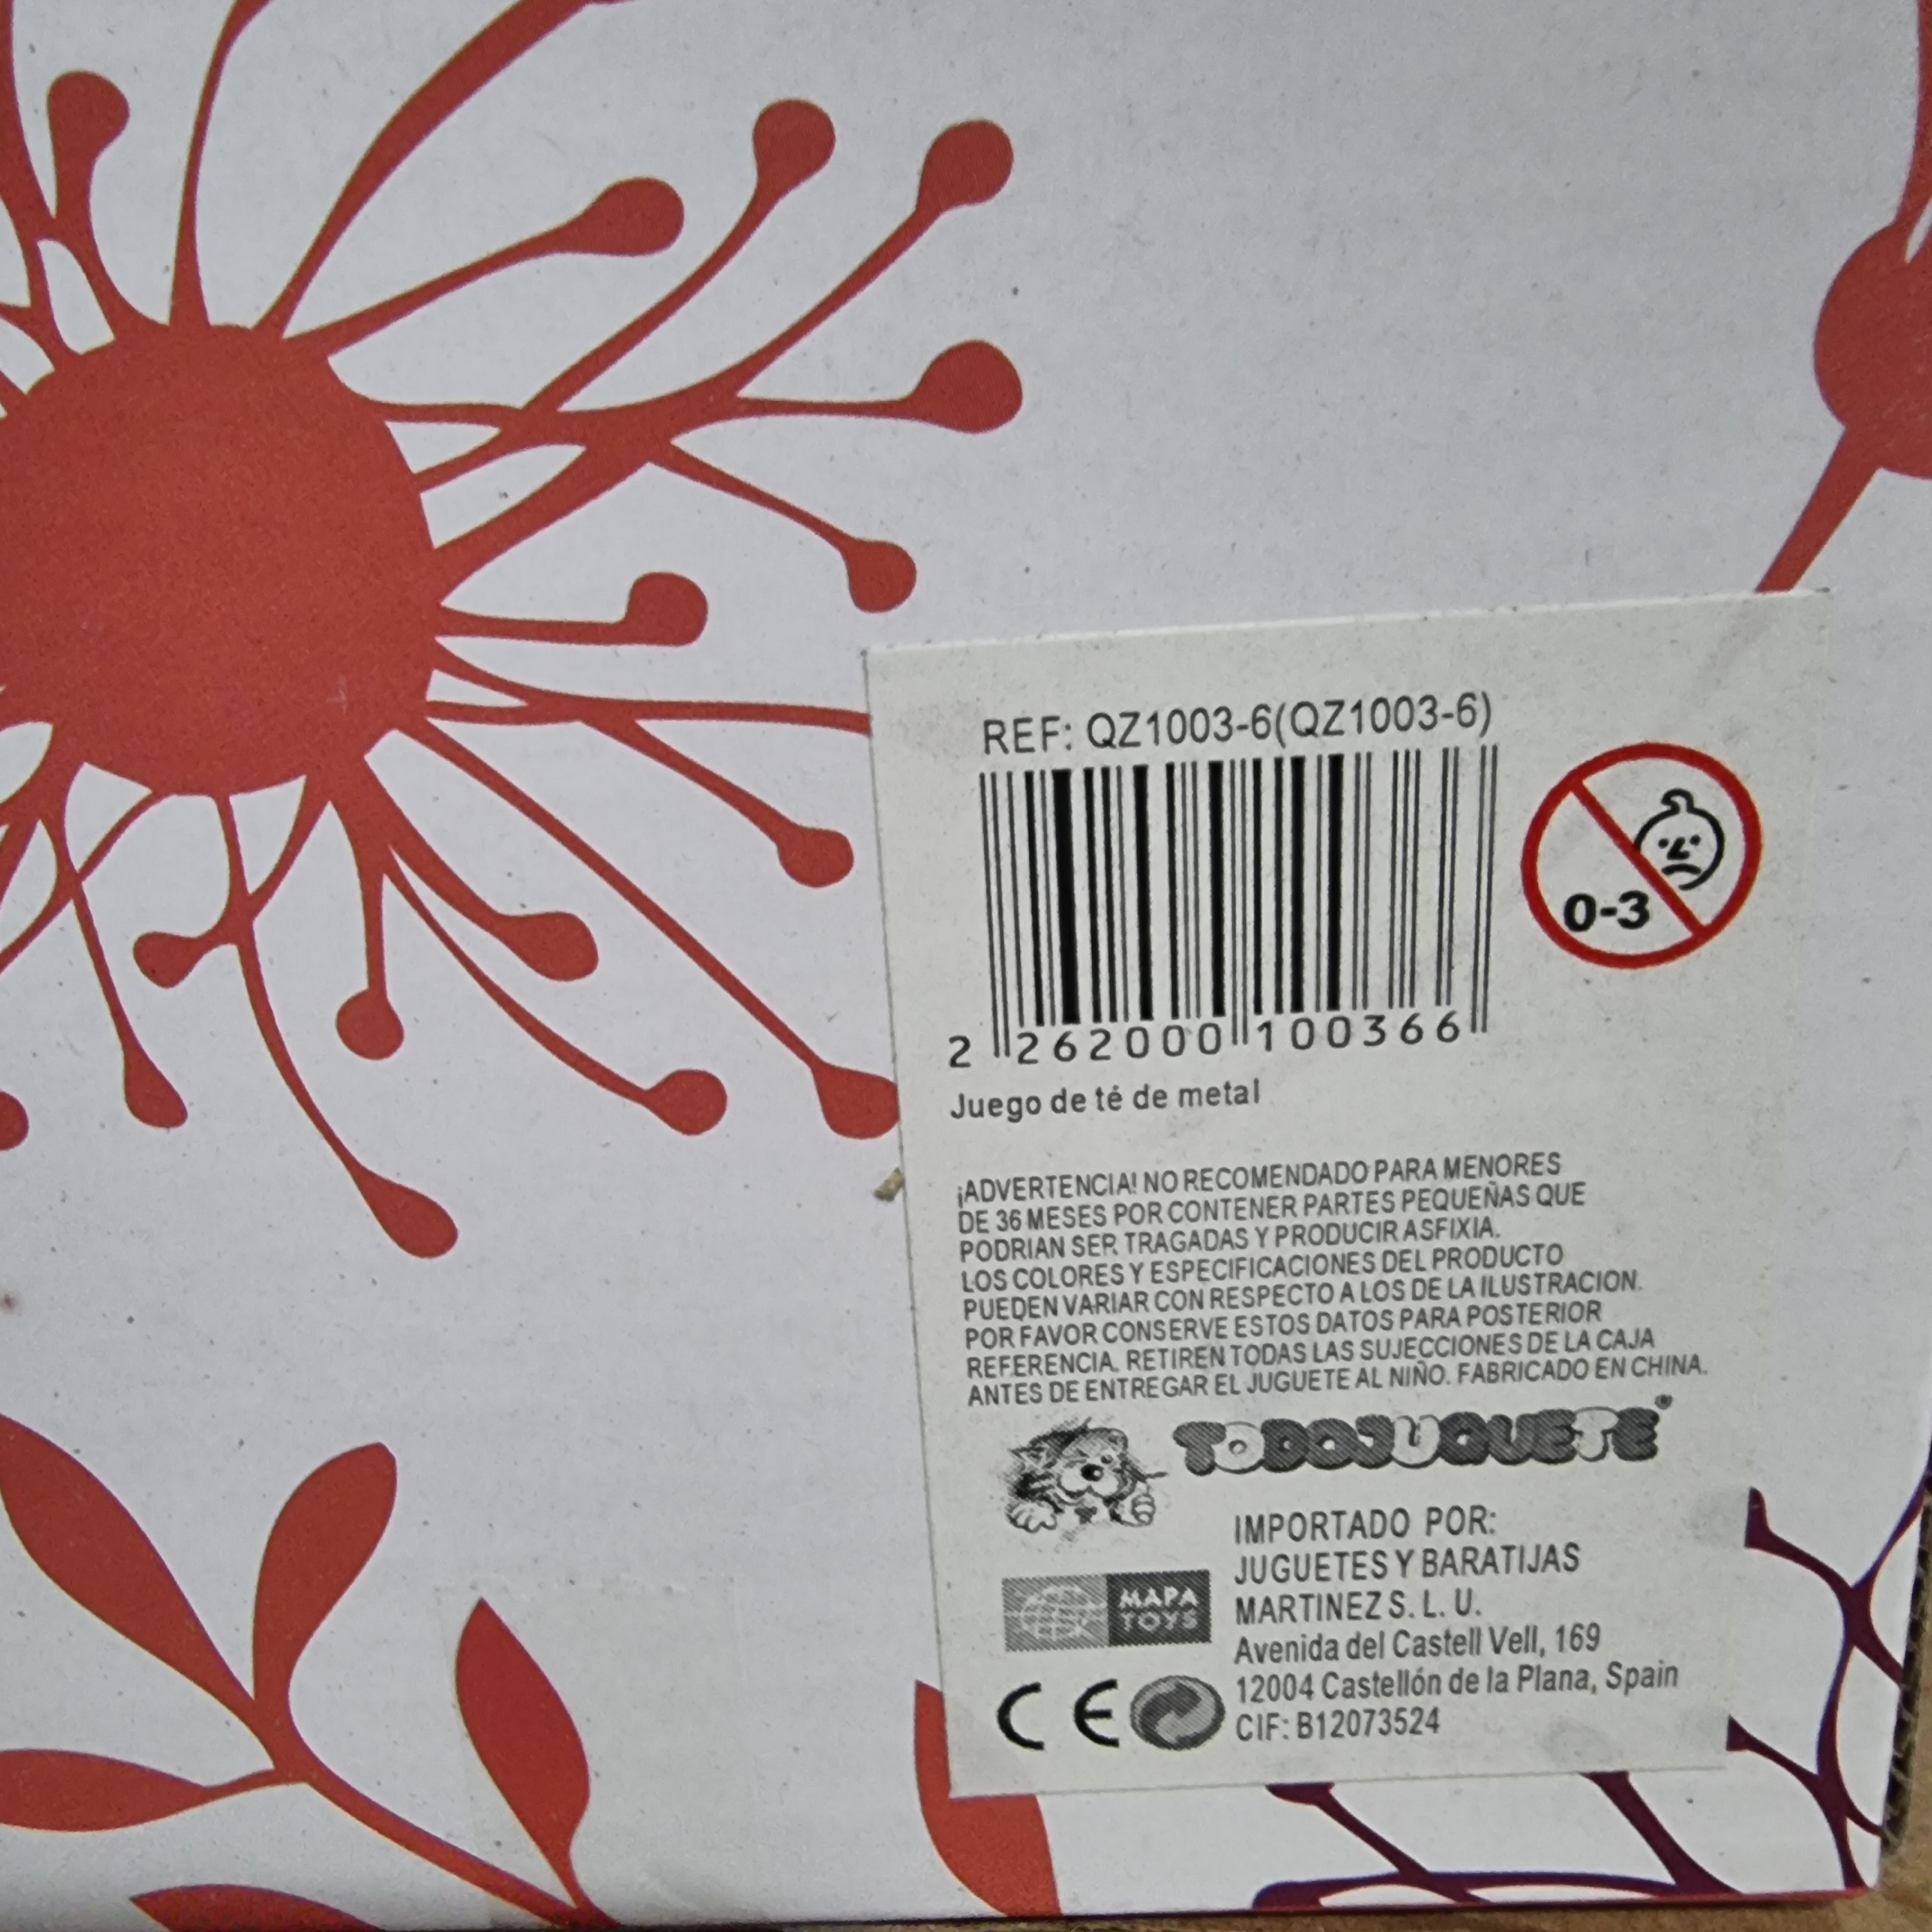 REF: QZ1003-6(QZ1003-6)
0-3
2 262000 100366
Juego de té de metal
¡ADVERTENCIA! NO RECOMENDADO PARA MENORES
DE 36 MESES POR CONTENER PARTES PEQUEÑAS QUE
PODRIAN SER TRAGADAS Y PRODUCIR ASFIXIA.
LOS COLORES Y ESPECIFICACIONES DEL PRODUCTO
PUEDEN VARIAR CON RESPECTO A LOS DE LA ILUSTRACION.
POR FAVOR CONSERVE ESTOS DATOS PARA POSTERIOR
REFERENCIA. RETIREN TODAS LAS SUJECCIONES DE LA CAJA
ANTES DE ENTREGAR EL JUGUETE AL NIÑO. FABRICADO EN CHINA.
TODOJUGUETE®
IMPORTADO POR:
JUGUETES Y BARATIJAS
MARTINEZ S. L. U.
Avenida del Castell Vell, 169
12004 Castellón de la Plana, Spain
CIF: B12073524
MAPA
TOYS
CE